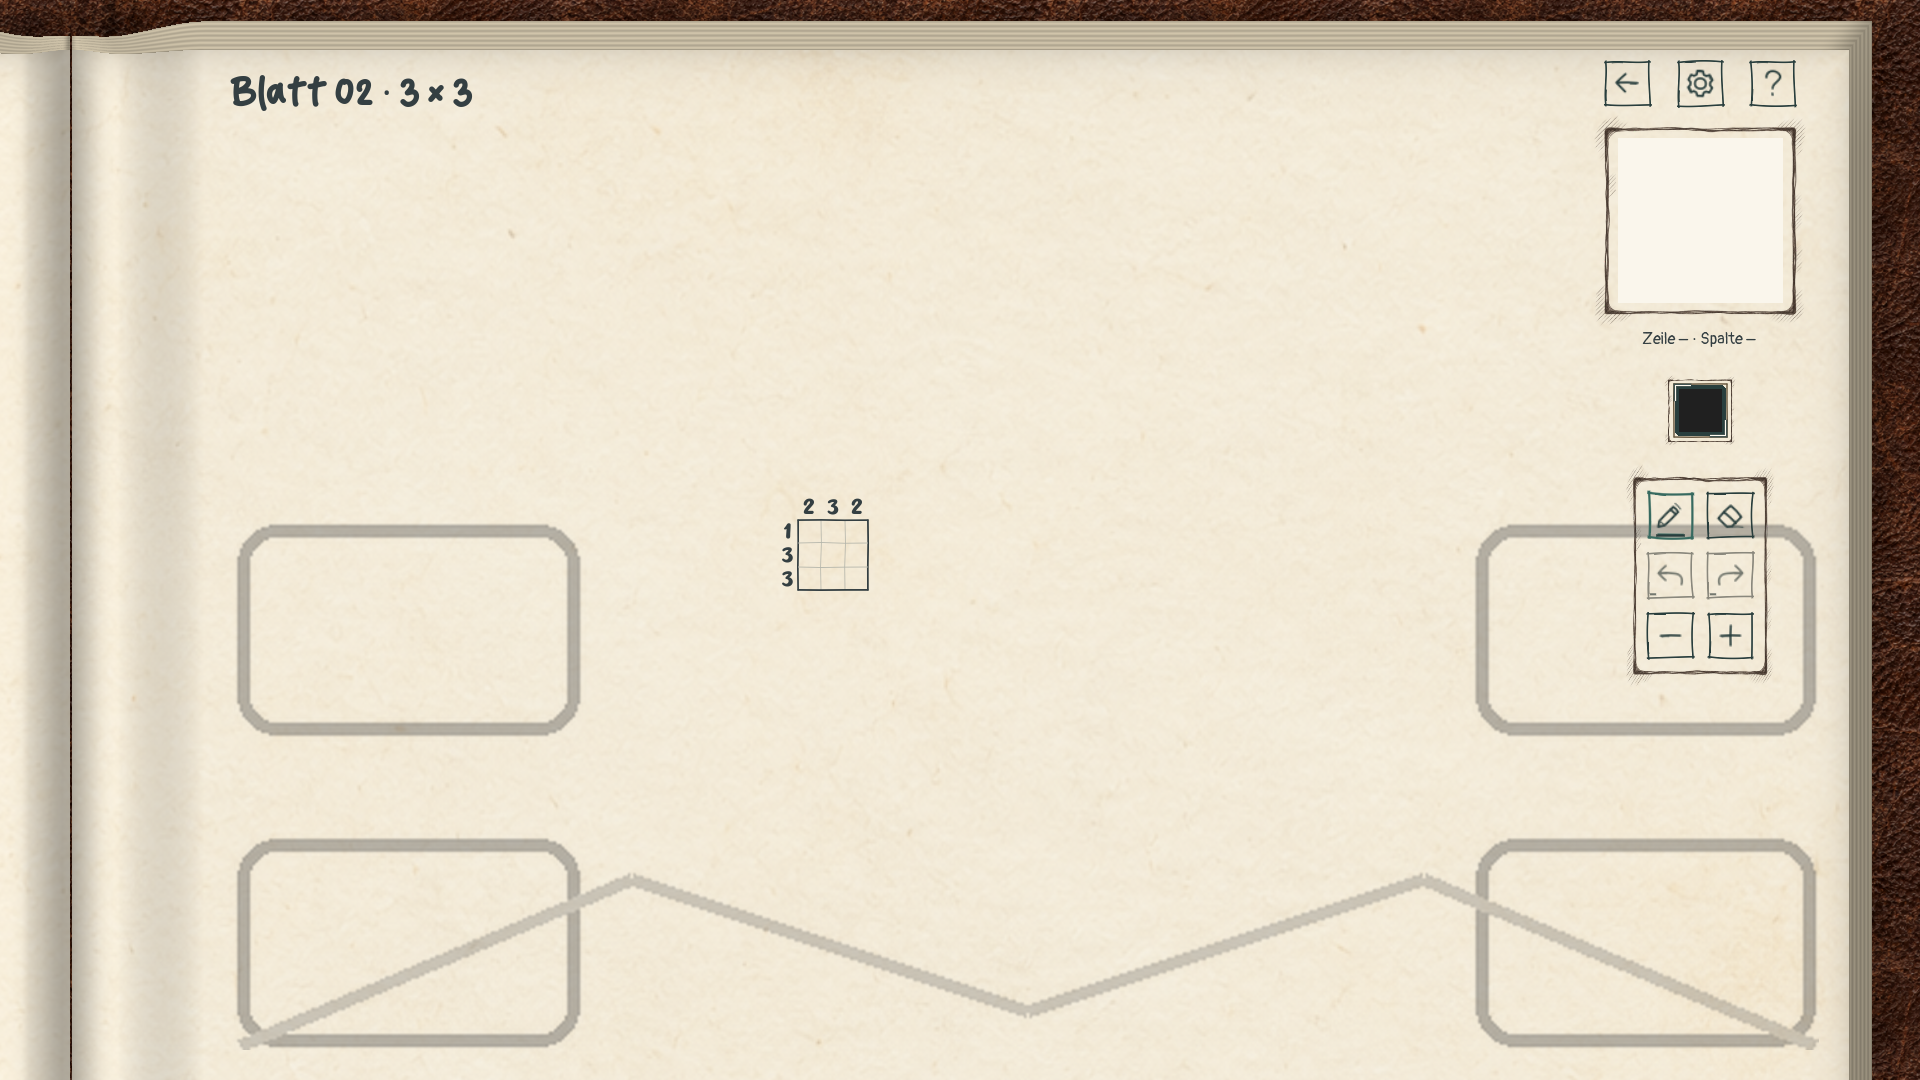 Blatt 02 · 3 × 3
?
Zeile – · Spalte –
2 3 2
1
3
3